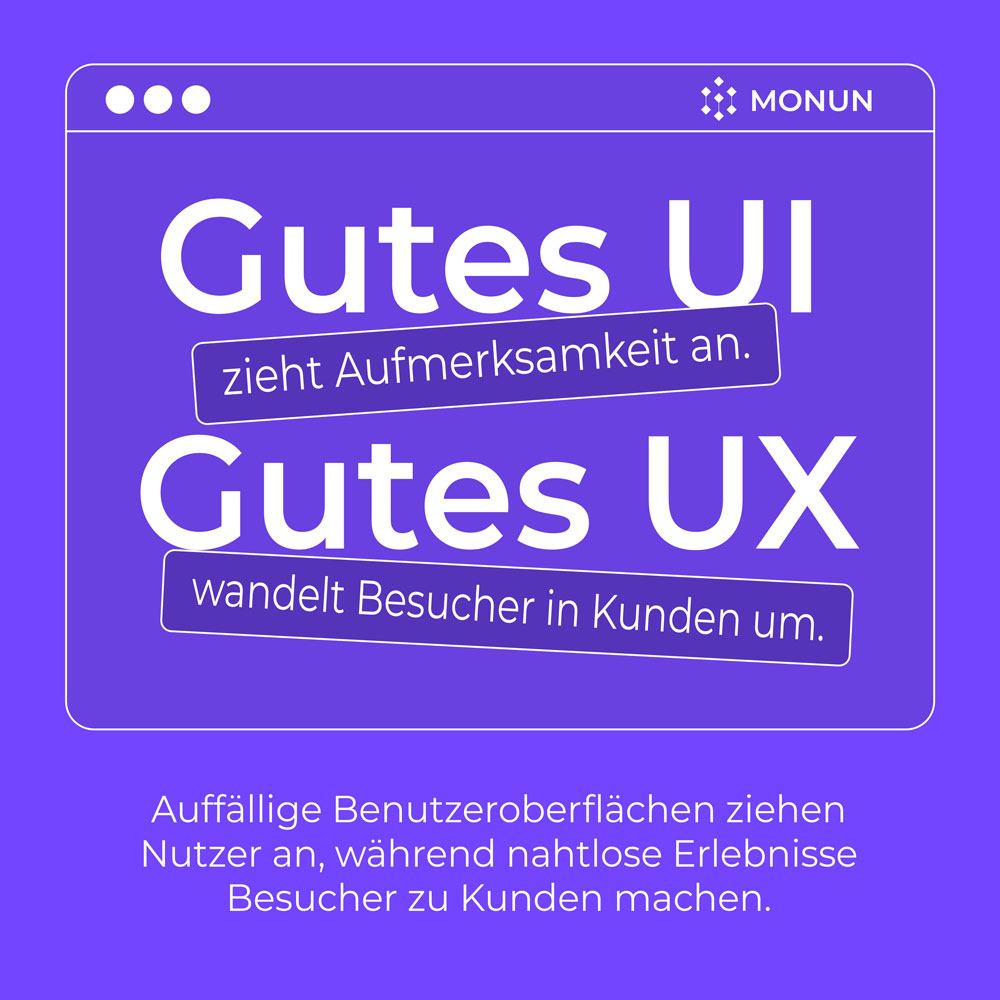 MONUN
Gutes UI
zieht Aufmerksamkeit an.
Gutes UX
wandelt Besucher in Kunden um.
Auffällige Benutzeroberflächen ziehen
Nutzer an, während nahtlose Erlebnisse
Besucher zu Kunden machen.